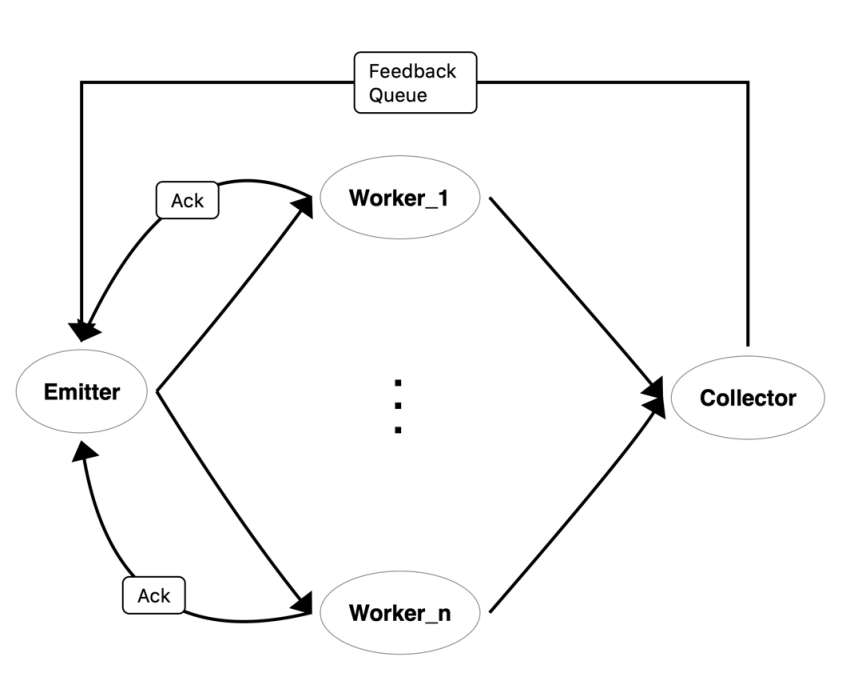 Feedback
Queue
Ack
Worker_1
Emitter
Collector
Ack
Worker_n